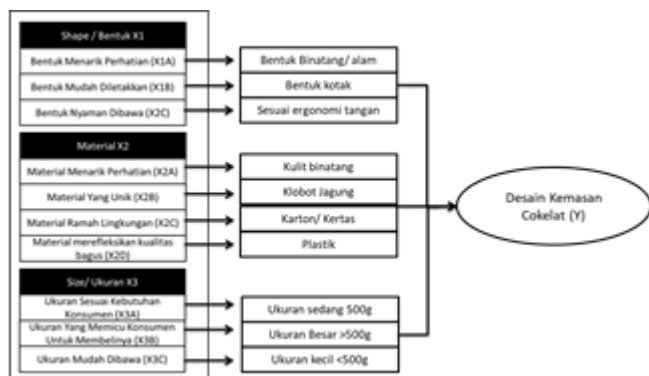 Shape / Bentuk X1
Bentuk Menarik Perhatian (X1A)
Bentuk Mudah Diletakkan (X1B)
Bentuk Nyaman Dibawa (X2C)
Bentuk Binatang/ alam
Bentuk kotak
Sesuai ergonomi tangan
Material X2
Material Menarik Perhatian (X2A)
Material Yang Unik (X2B)
Material Ramah Lingkungan (X2C)
Material merefleksikan kualitas
bagus (X2D)
Kulit binatang
Klobot Jagung
Karton/ Kertas
Plastik
Size/ Ukuran X3
Ukuran Sesuai Kebutuhan
Konsumen (X3A)
Ukuran Yang Memicu Konsumen
Untuk Membelinya (X3B)
Ukuran Mudah Dibawa (X3C)
Ukuran sedang 500g
Ukuran Besar >500g
Ukuran kecil <500g
Desain Kemasan
Cokelat (Y)